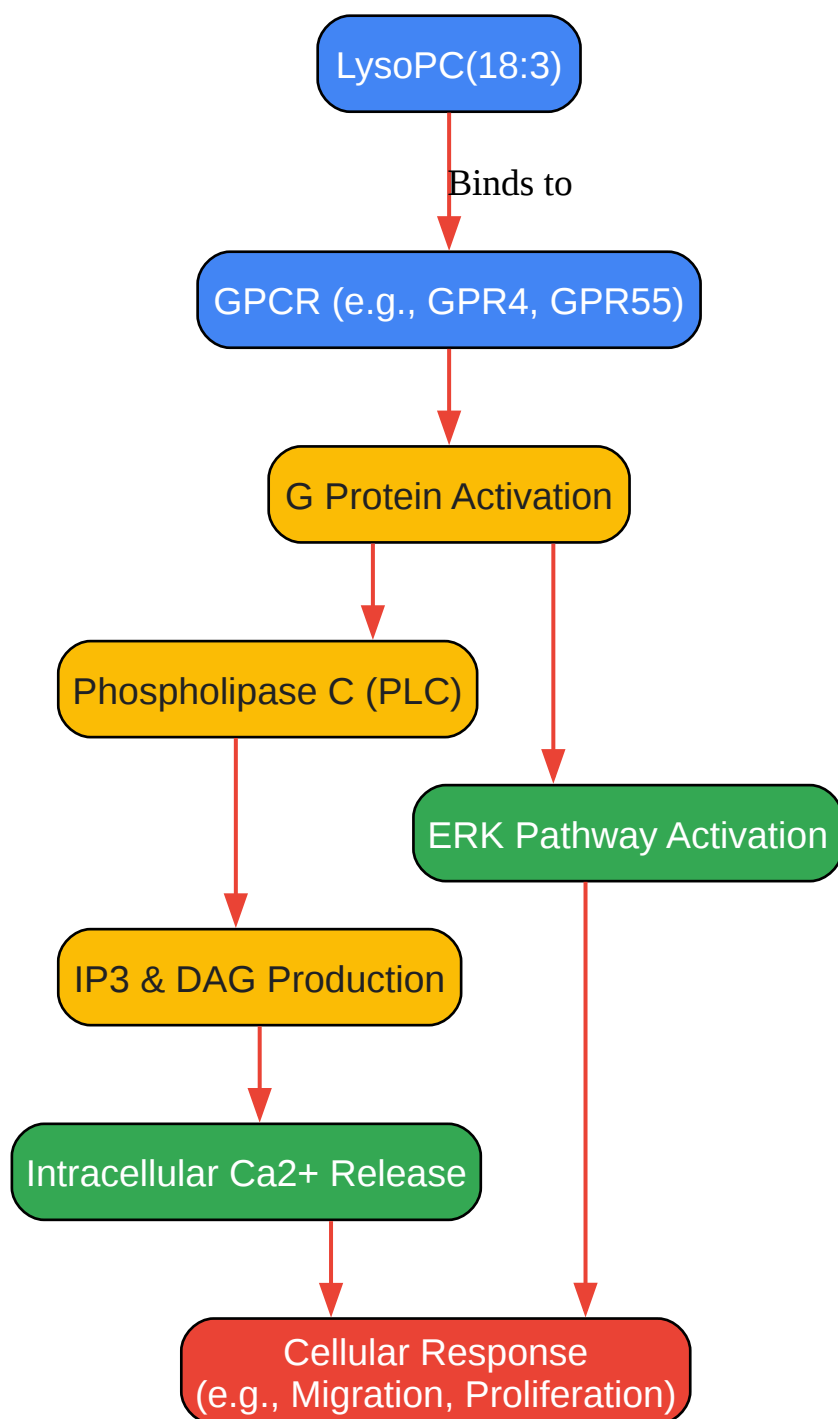 LysoPC(18:3)
Binds to
GPCR (e.g., GPR4, GPR55)
G Protein Activation
Phospholipase C (PLC)
ERK Pathway Activation
IP3 & DAG Production
Intracellular Ca2+ Release
Cellular Response
(e.g., Migration, Proliferation)